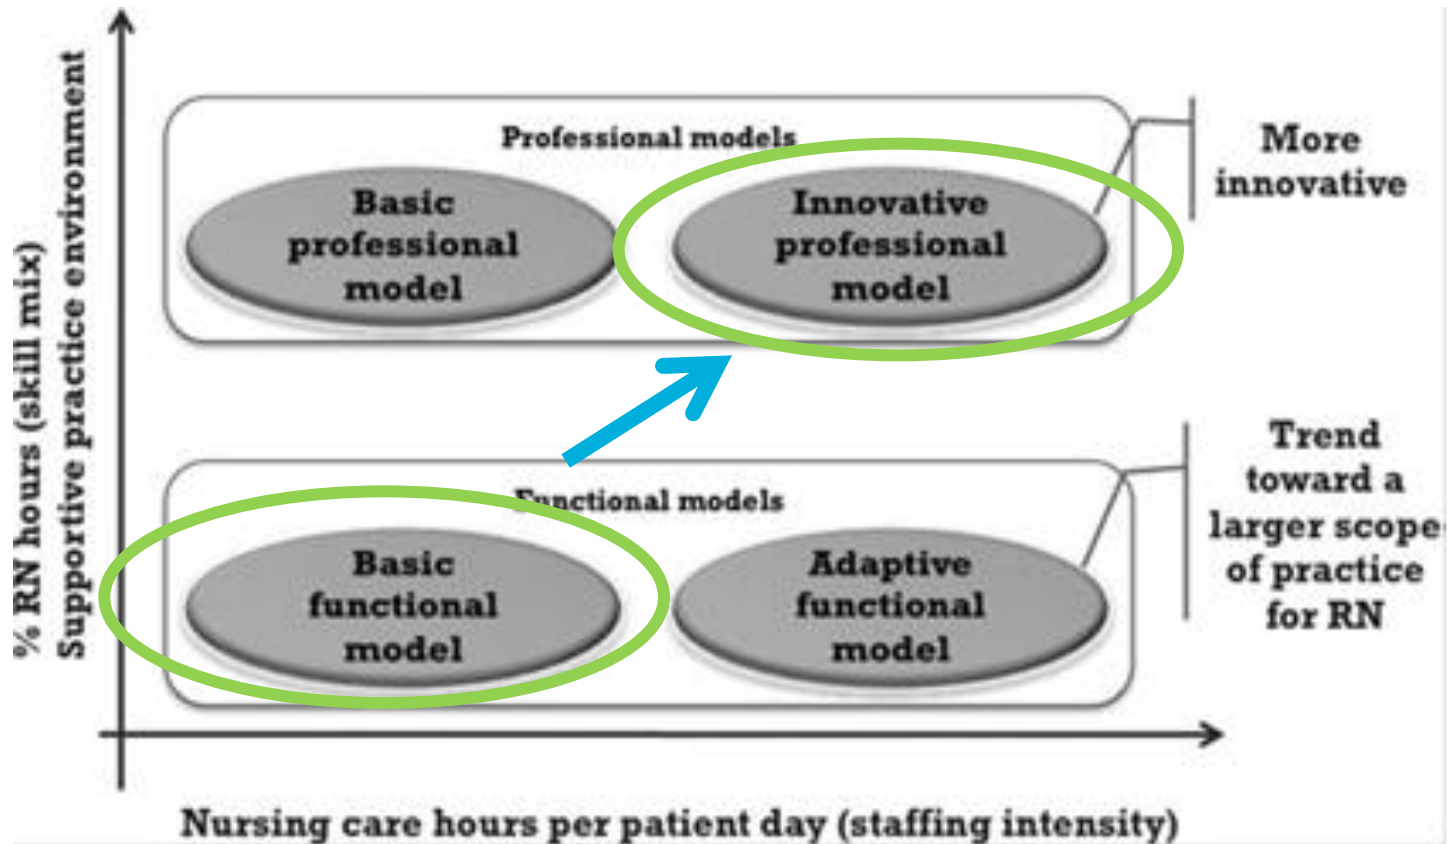 % RN hours (skill mix)
Supportive practice environment
Professional models
Basic
professional
model
Innovative
professional
model
More
innovative
Functional models
Basic
functional
model
Adaptive
functional
model
Trend
toward a
larger scope
of practice
for RN
Nursing care hours per patient day (staffing intensity)